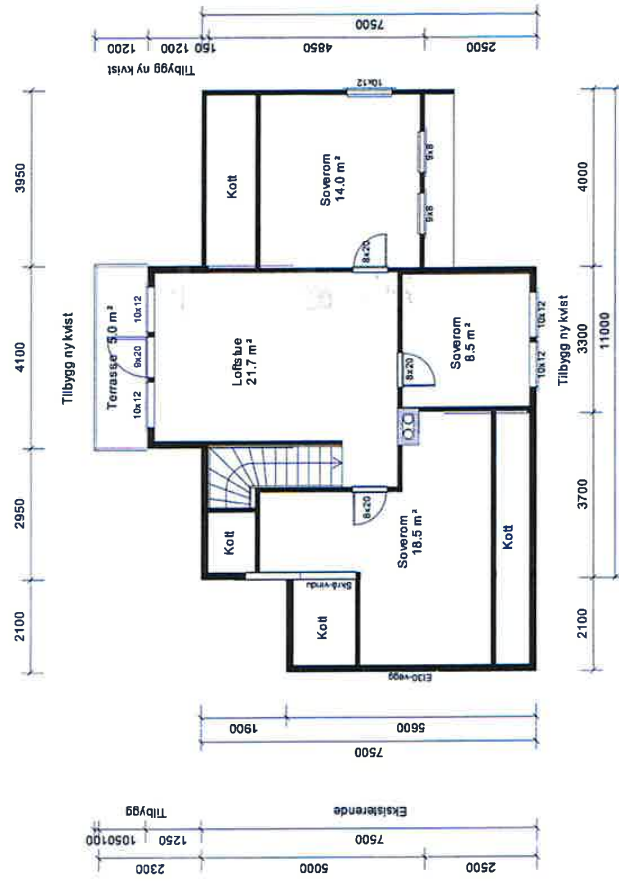 7500
1200
1200
150
4850
2500
Tilbygg ny kvist
3950
4100
2950
2100
Kott
Soverom
14.0 m²
10x12
9x8
9x8
8x20
Tilbygg ny kvist
Terrasse 5.0 m²
10x12
9x20
10x12
Loftstue
21.7 m²
Soverom
8.5 m²
8x20
10x12
10x12
Tilbygg ny kvist
Kott
8x20
Soverom
18.5 m²
Skrå-vindu
Kott
Kott
EI30-vegg
4000
3300
11000
3700
2100
1900
5600
7500
Tilbygg
Eksisterende
1050
100
1250
7500
2300
5000
2500